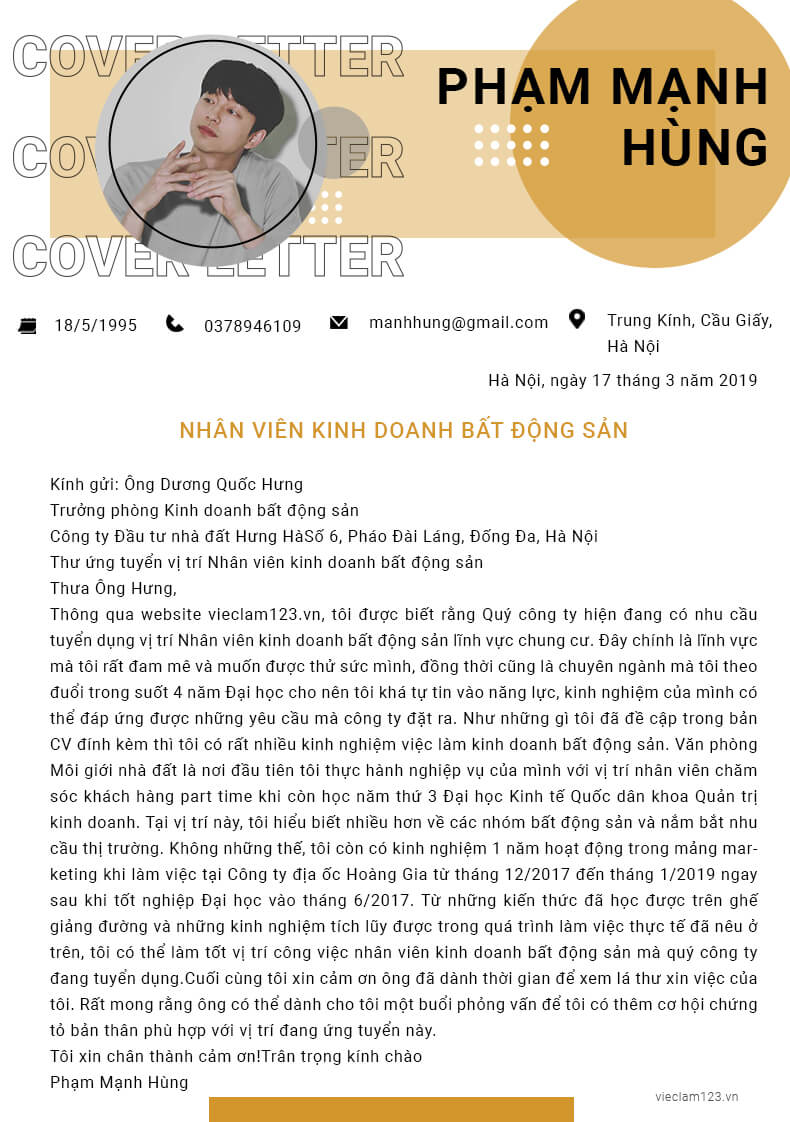 COVER LETTER
COVER LETTER
COVER LETTER
PHẠM MẠNH
HÙNG
18/5/1995
0378946109
manhhung@gmail.com
Trung Kính, Cầu Giấy,
Hà Nội
Hà Nội, ngày 17 tháng 3 năm 2019
NHÂN VIÊN KINH DOANH BẤT ĐỘNG SẢN
Kính gửi: Ông Dương Quốc Hưng
Trưởng phòng Kinh doanh bất động sản
Công ty Đầu tư nhà đất Hưng HàSố 6, Pháo Đài Láng, Đống Đa, Hà Nội
Thư ứng tuyển vị trí Nhân viên kinh doanh bất động sản
Thưa Ông Hưng,
Thông qua website vieclam123.vn, tôi được biết rằng Quý công ty hiện đang có nhu cầu
tuyển dụng vị trí Nhân viên kinh doanh bất động sản lĩnh vực chung cư. Đây chính là lĩnh vực
mà tôi rất đam mê và muốn được thử sức mình, đồng thời cũng là chuyên ngành mà tôi theo
đuổi trong suốt 4 năm Đại học cho nên tôi khá tự tin vào năng lực, kinh nghiệm của mình có
thể đáp ứng được những yêu cầu mà công ty đặt ra. Như những gì tôi đã đề cập trong bản
CV đính kèm thì tôi có rất nhiều kinh nghiệm việc làm kinh doanh bất động sản. Văn phòng
Môi giới nhà đất là nơi đầu tiên tôi thực hành nghiệp vụ của mình với vị trí nhân viên chăm
sóc khách hàng part time khi còn học năm thứ 3 Đại học Kinh tế Quốc dân khoa Quản trị
kinh doanh. Tại vị trí này, tôi hiểu biết nhiều hơn về các nhóm bất động sản và nắm bắt nhu
cầu thị trường. Không những thế, tôi còn có kinh nghiệm 1 năm hoạt động trong mảng mar-
keting khi làm việc tại Công ty địa ốc Hoàng Gia từ tháng 12/2017 đến tháng 1/2019 ngay
sau khi tốt nghiệp Đại học vào tháng 6/2017. Từ những kiến thức đã học được trên ghế
giảng đường và những kinh nghiệm tích lũy được trong quá trình làm việc thực tế đã nêu ở
trên, tôi có thể làm tốt vị trí công việc nhân viên kinh doanh bất động sản mà quý công ty
đang tuyển dụng.Cuối cùng tôi xin cảm ơn ông đã dành thời gian để xem lá thư xin việc của
tôi. Rất mong rằng ông có thể dành cho tôi một buổi phỏng vấn để tôi có thêm cơ hội chứng
tỏ bản thân phù hợp với vị trí đang ứng tuyển này.
Tôi xin chân thành cảm ơn!Trân trọng kính chào
Phạm Mạnh Hùng
vieclam123.vn